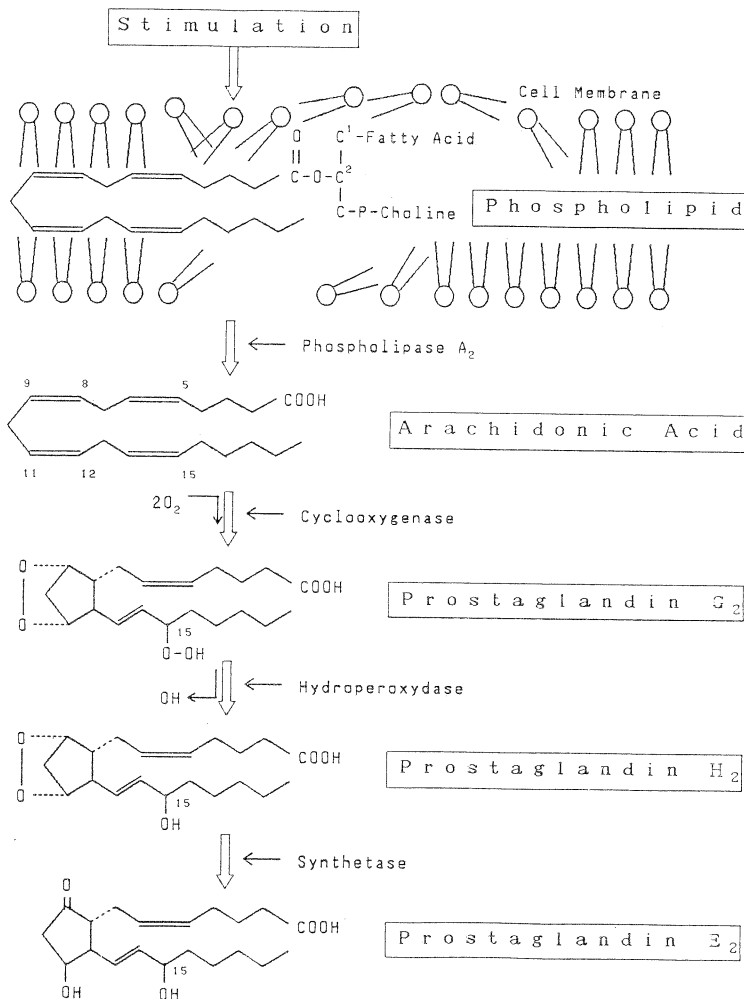 Stimulation
Cell Membrane
O C¹-Fatty Acid
C-O-C²
C-P-Choline
Phospholipid
Phospholipase A₂
9 8 5
COOH
Arachidonic Acid
11 12 15
2O₂
Cyclooxygenase
O
COOH
Prostaglandin G₂
O
15
O-OH
OH
Hydroperoxydase
O
COOH
Prostaglandin H₂
O
15
OH
Synthetase
O
COOH
Prostaglandin E₂
15
OH OH